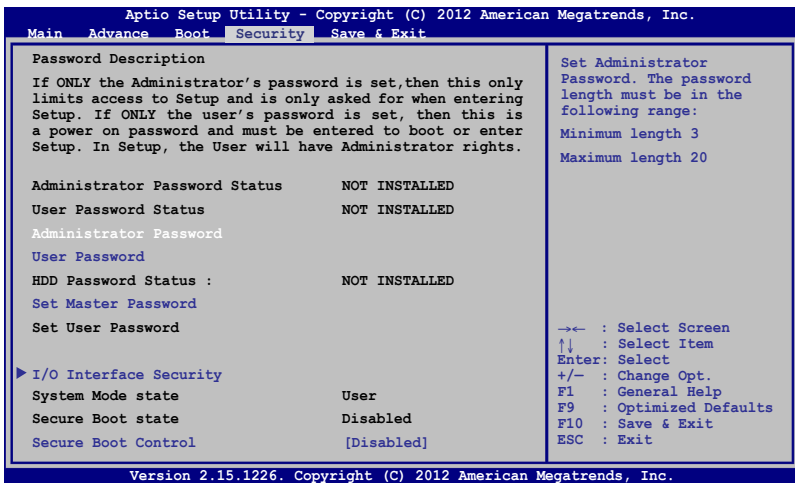 Aptio Setup Utility - Copyright (C) 2012 American Megatrends, Inc.
Main Advance Boot Security Save & Exit
Password Description
If ONLY the Administrator's password is set,then this only
limits access to Setup and is only asked for when entering
Setup. If ONLY the user's password is set, then this is
a power on password and must be entered to boot or enter
Setup. In Setup, the User will have Administrator rights.
Administrator Password Status NOT INSTALLED
User Password Status NOT INSTALLED
Administrator Password
User Password
HDD Password Status : NOT INSTALLED
Set Master Password
Set User Password
I/O Interface Security
System Mode state User
Secure Boot state Disabled
Secure Boot Control [Disabled]
Set Administrator
Password. The password
length must be in the
following range:
Minimum length 3
Maximum length 20
→← : Select Screen
↑↓ : Select Item
Enter: Select
+/— : Change Opt.
F1 : General Help
F9 : Optimized Defaults
F10 : Save & Exit
ESC : Exit
Version 2.15.1226. Copyright (C) 2012 American Megatrends, Inc.